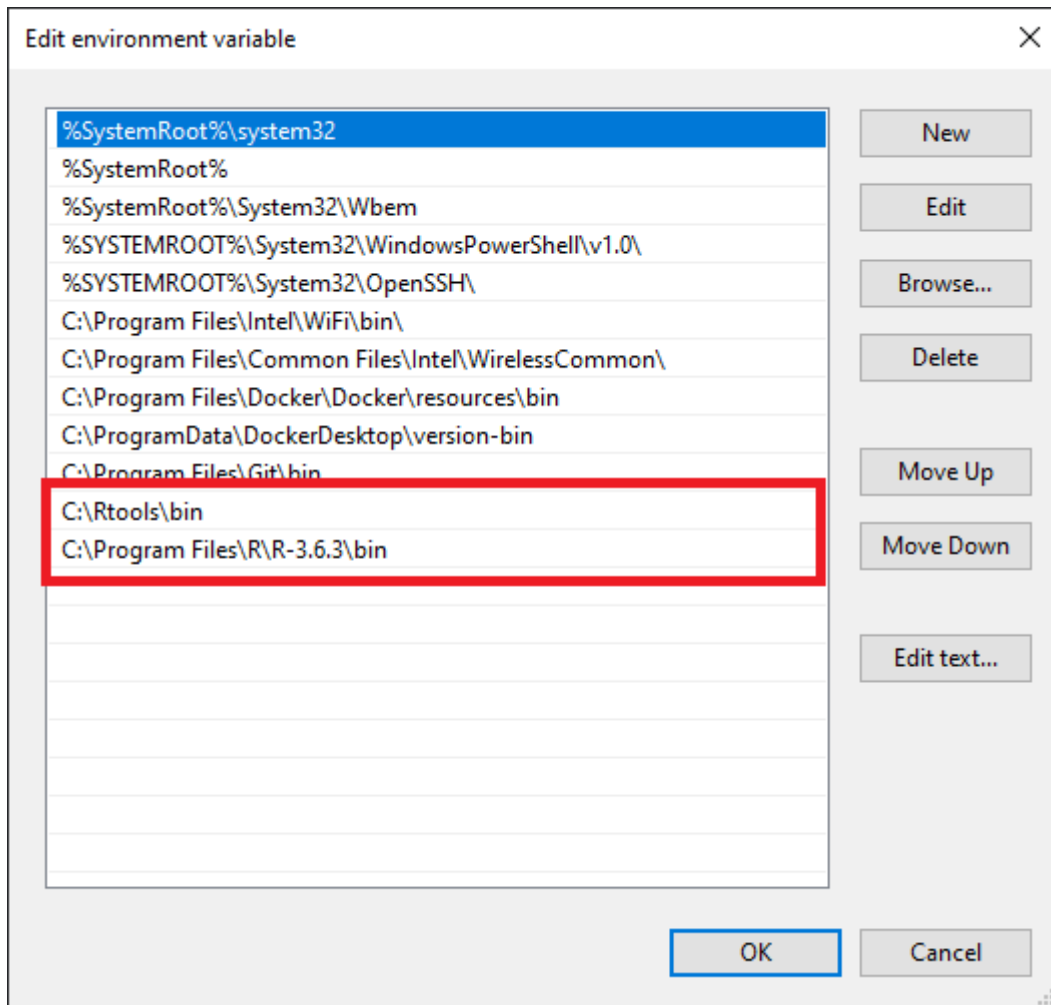 Edit environment variable
%SystemRoot%\system32
%SystemRoot%
%SystemRoot%\System32\Wbem
%SYSTEMROOT%\System32\WindowsPowerShell\v1.0\
%SYSTEMROOT%\System32\OpenSSH\
C:\Program Files\Intel\WiFi\bin\
C:\Program Files\Common Files\Intel\WirelessCommon\
C:\Program Files\Docker\Docker\resources\bin
C:\ProgramData\DockerDesktop\version-bin
C:\Program Files\Git\bin
C:\Rtools\bin
C:\Program Files\R\R-3.6.3\bin
New
Edit
Browse...
Delete
Move Up
Move Down
Edit text...
OK
Cancel